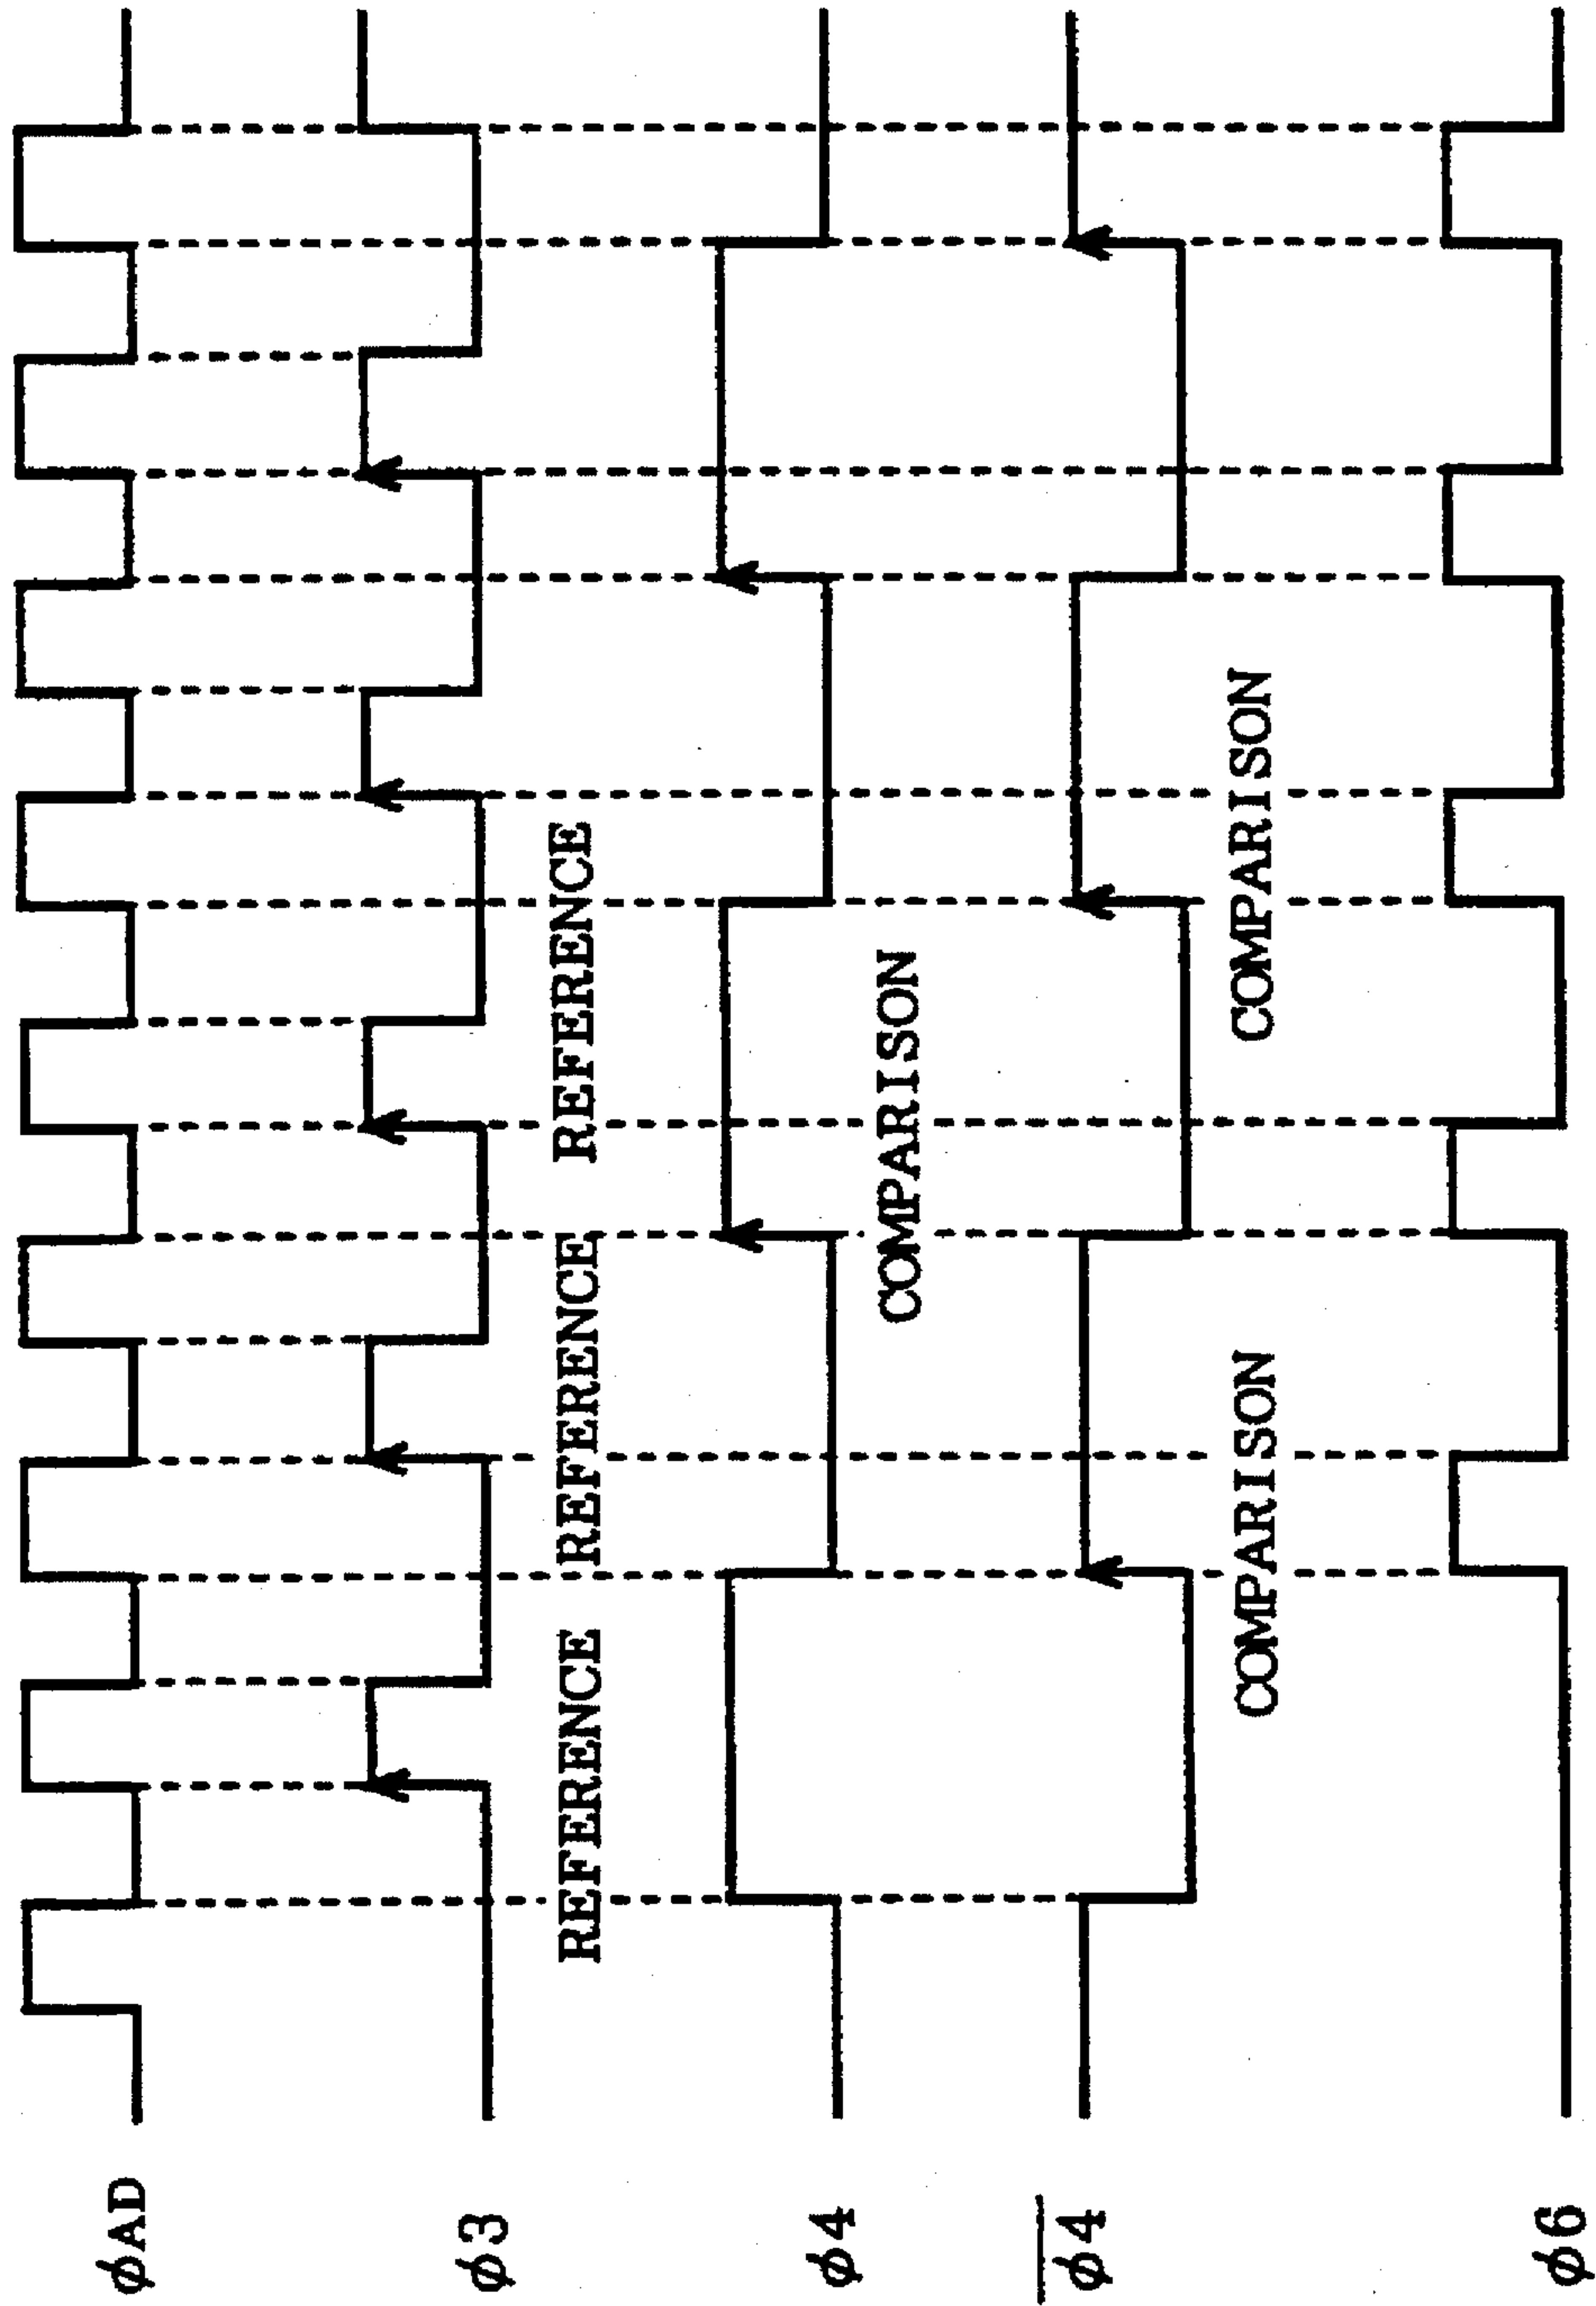 φAD
φ3
REFERENCE REFERENCE REFERENCE
φ4
COMPARISON
φ4̅
COMPARISON COMPARISON
φ6